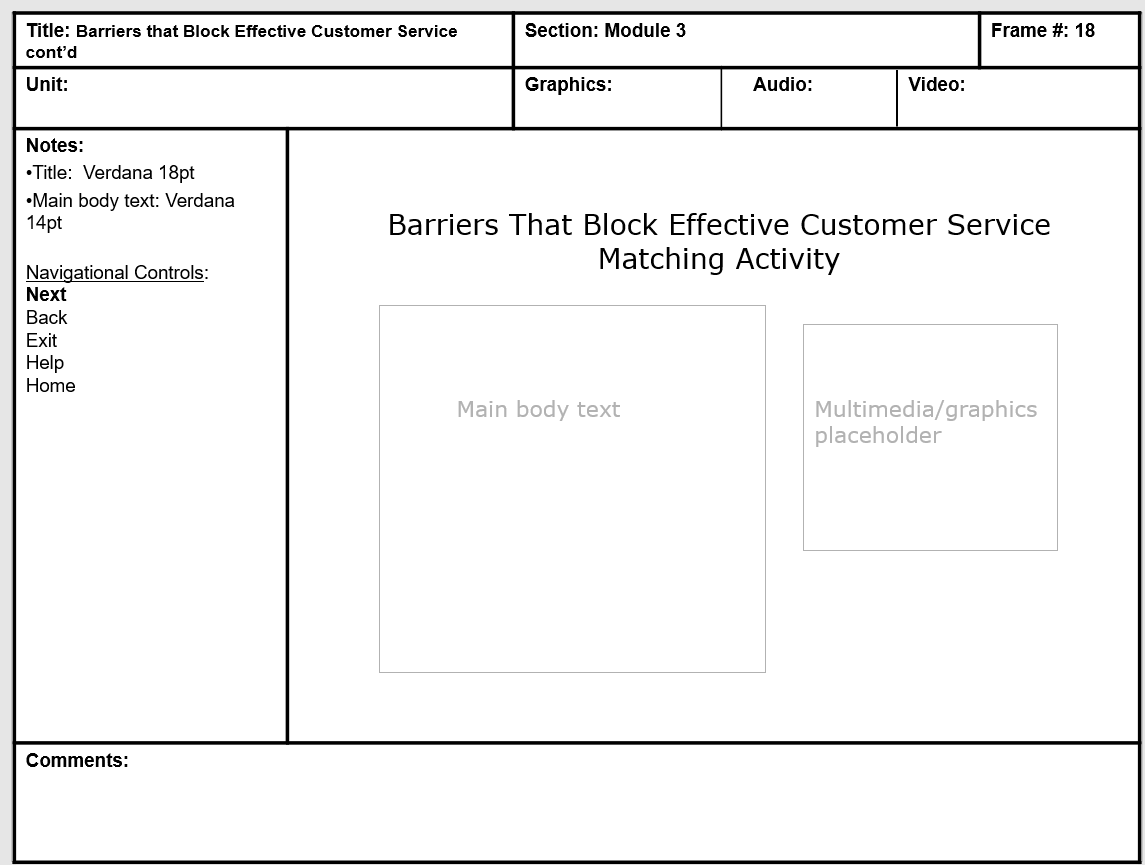 Title: Barriers that Block Effective Customer Service
cont’d
Section: Module 3
Frame #: 18
Unit:
Graphics:
Audio:
Video:
Notes:
•Title:  Verdana 18pt
•Main body text: Verdana
14pt
Navigational Controls:
Next
Back
Exit
Help
Home
Barriers That Block Effective Customer Service
Matching Activity
Main body text
Multimedia/graphics
placeholder
Comments: